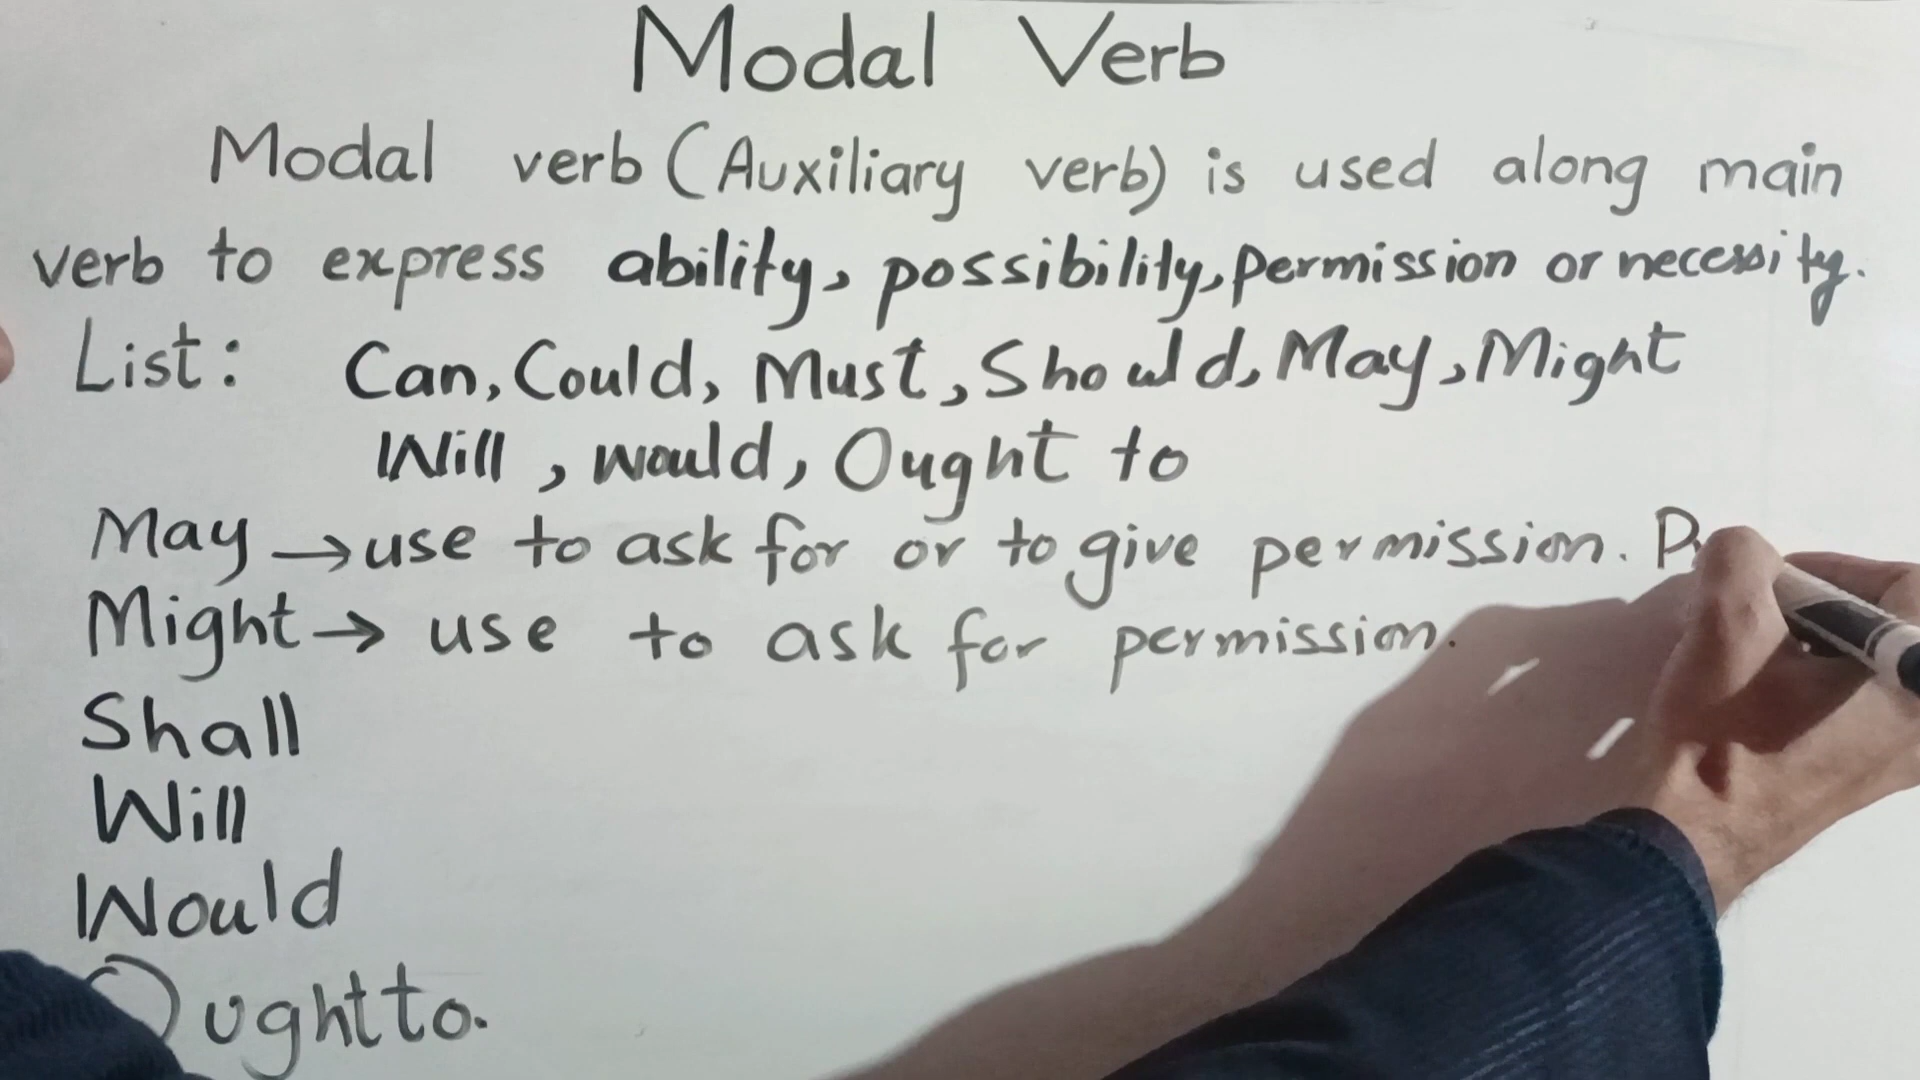 Modal Verb
Modal verb (Auxiliary verb) is used along main
verb to express ability, possibility, permission or necessity.
List: Can, Could, Must, Should, May, Might
Will, would, Ought to
May → use to ask for or to give permission.
Might → use to ask for permission.
Shall
Will
Would
Ought to.